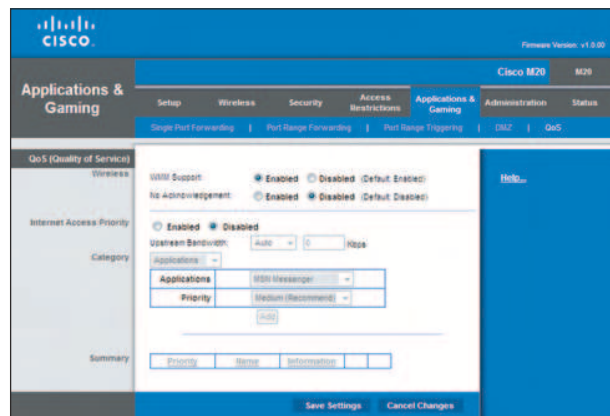 CISCO
Firmware Version: v1.0.00
Cisco M20 M20
Applications & Gaming
Setup Wireless Security Access Restrictions Applications & Gaming Administration Status
Single Port Forwarding | Port Range Forwarding | Port Range Triggering | DMZ | QoS
QoS (Quality of Service)
Wireless
WMM Support: Enabled Disabled (Default: Enabled)
Help...
No Acknowledgement: Enabled Disabled (Default: Disabled)
Internet Access Priority
Enabled Disabled
Upstream Bandwidth: Auto 0 Kbps
Category
Applications
Applications MSN Messenger
Priority Medium (Recommend)
Add
Summary
Priority Name Information
Save Settings Cancel Changes